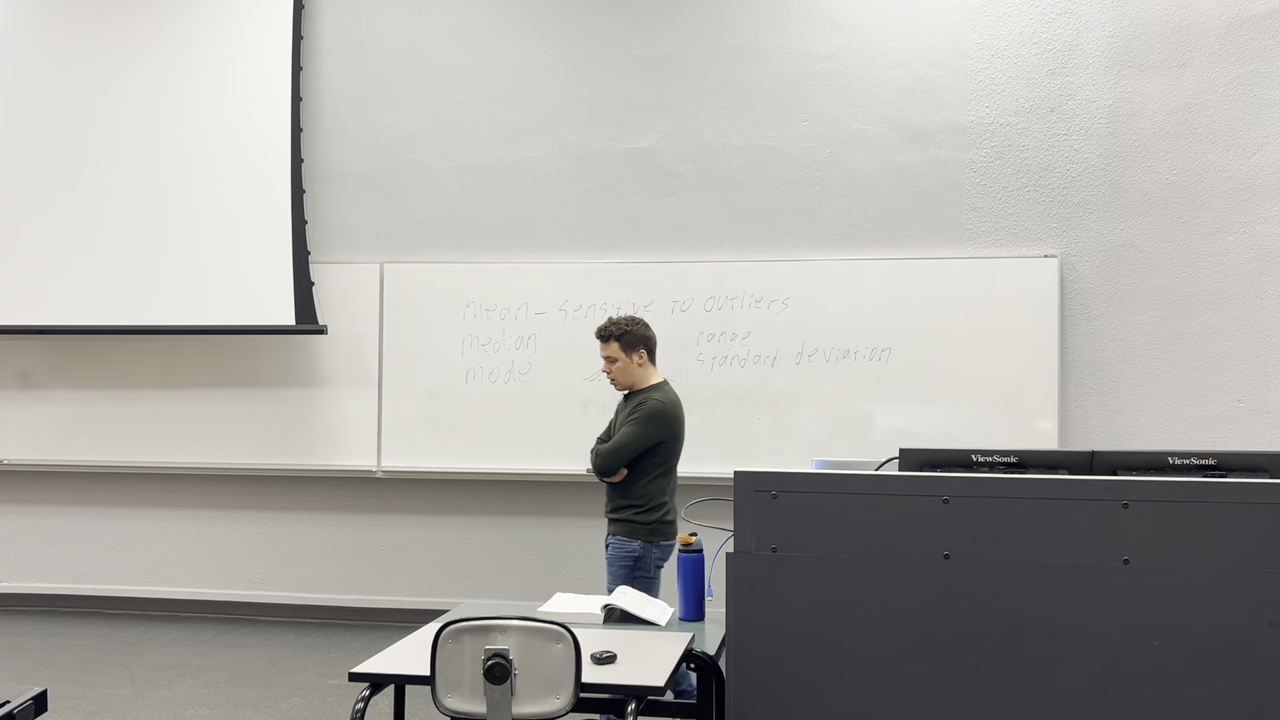 mean - sensitive to outliers
median
mode
range
standard deviation
ViewSonic
ViewSonic